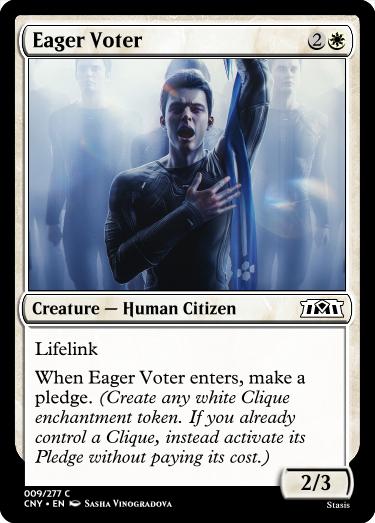 Eager Voter 2
Creature — Human Citizen
Lifelink
When Eager Voter enters, make a
pledge. (Create any white Clique
enchantment token. If you already
control a Clique, instead activate its
Pledge without paying its cost.)
2/3
009/277 C
CNY • EN Sasha Vinogradova
Stasis